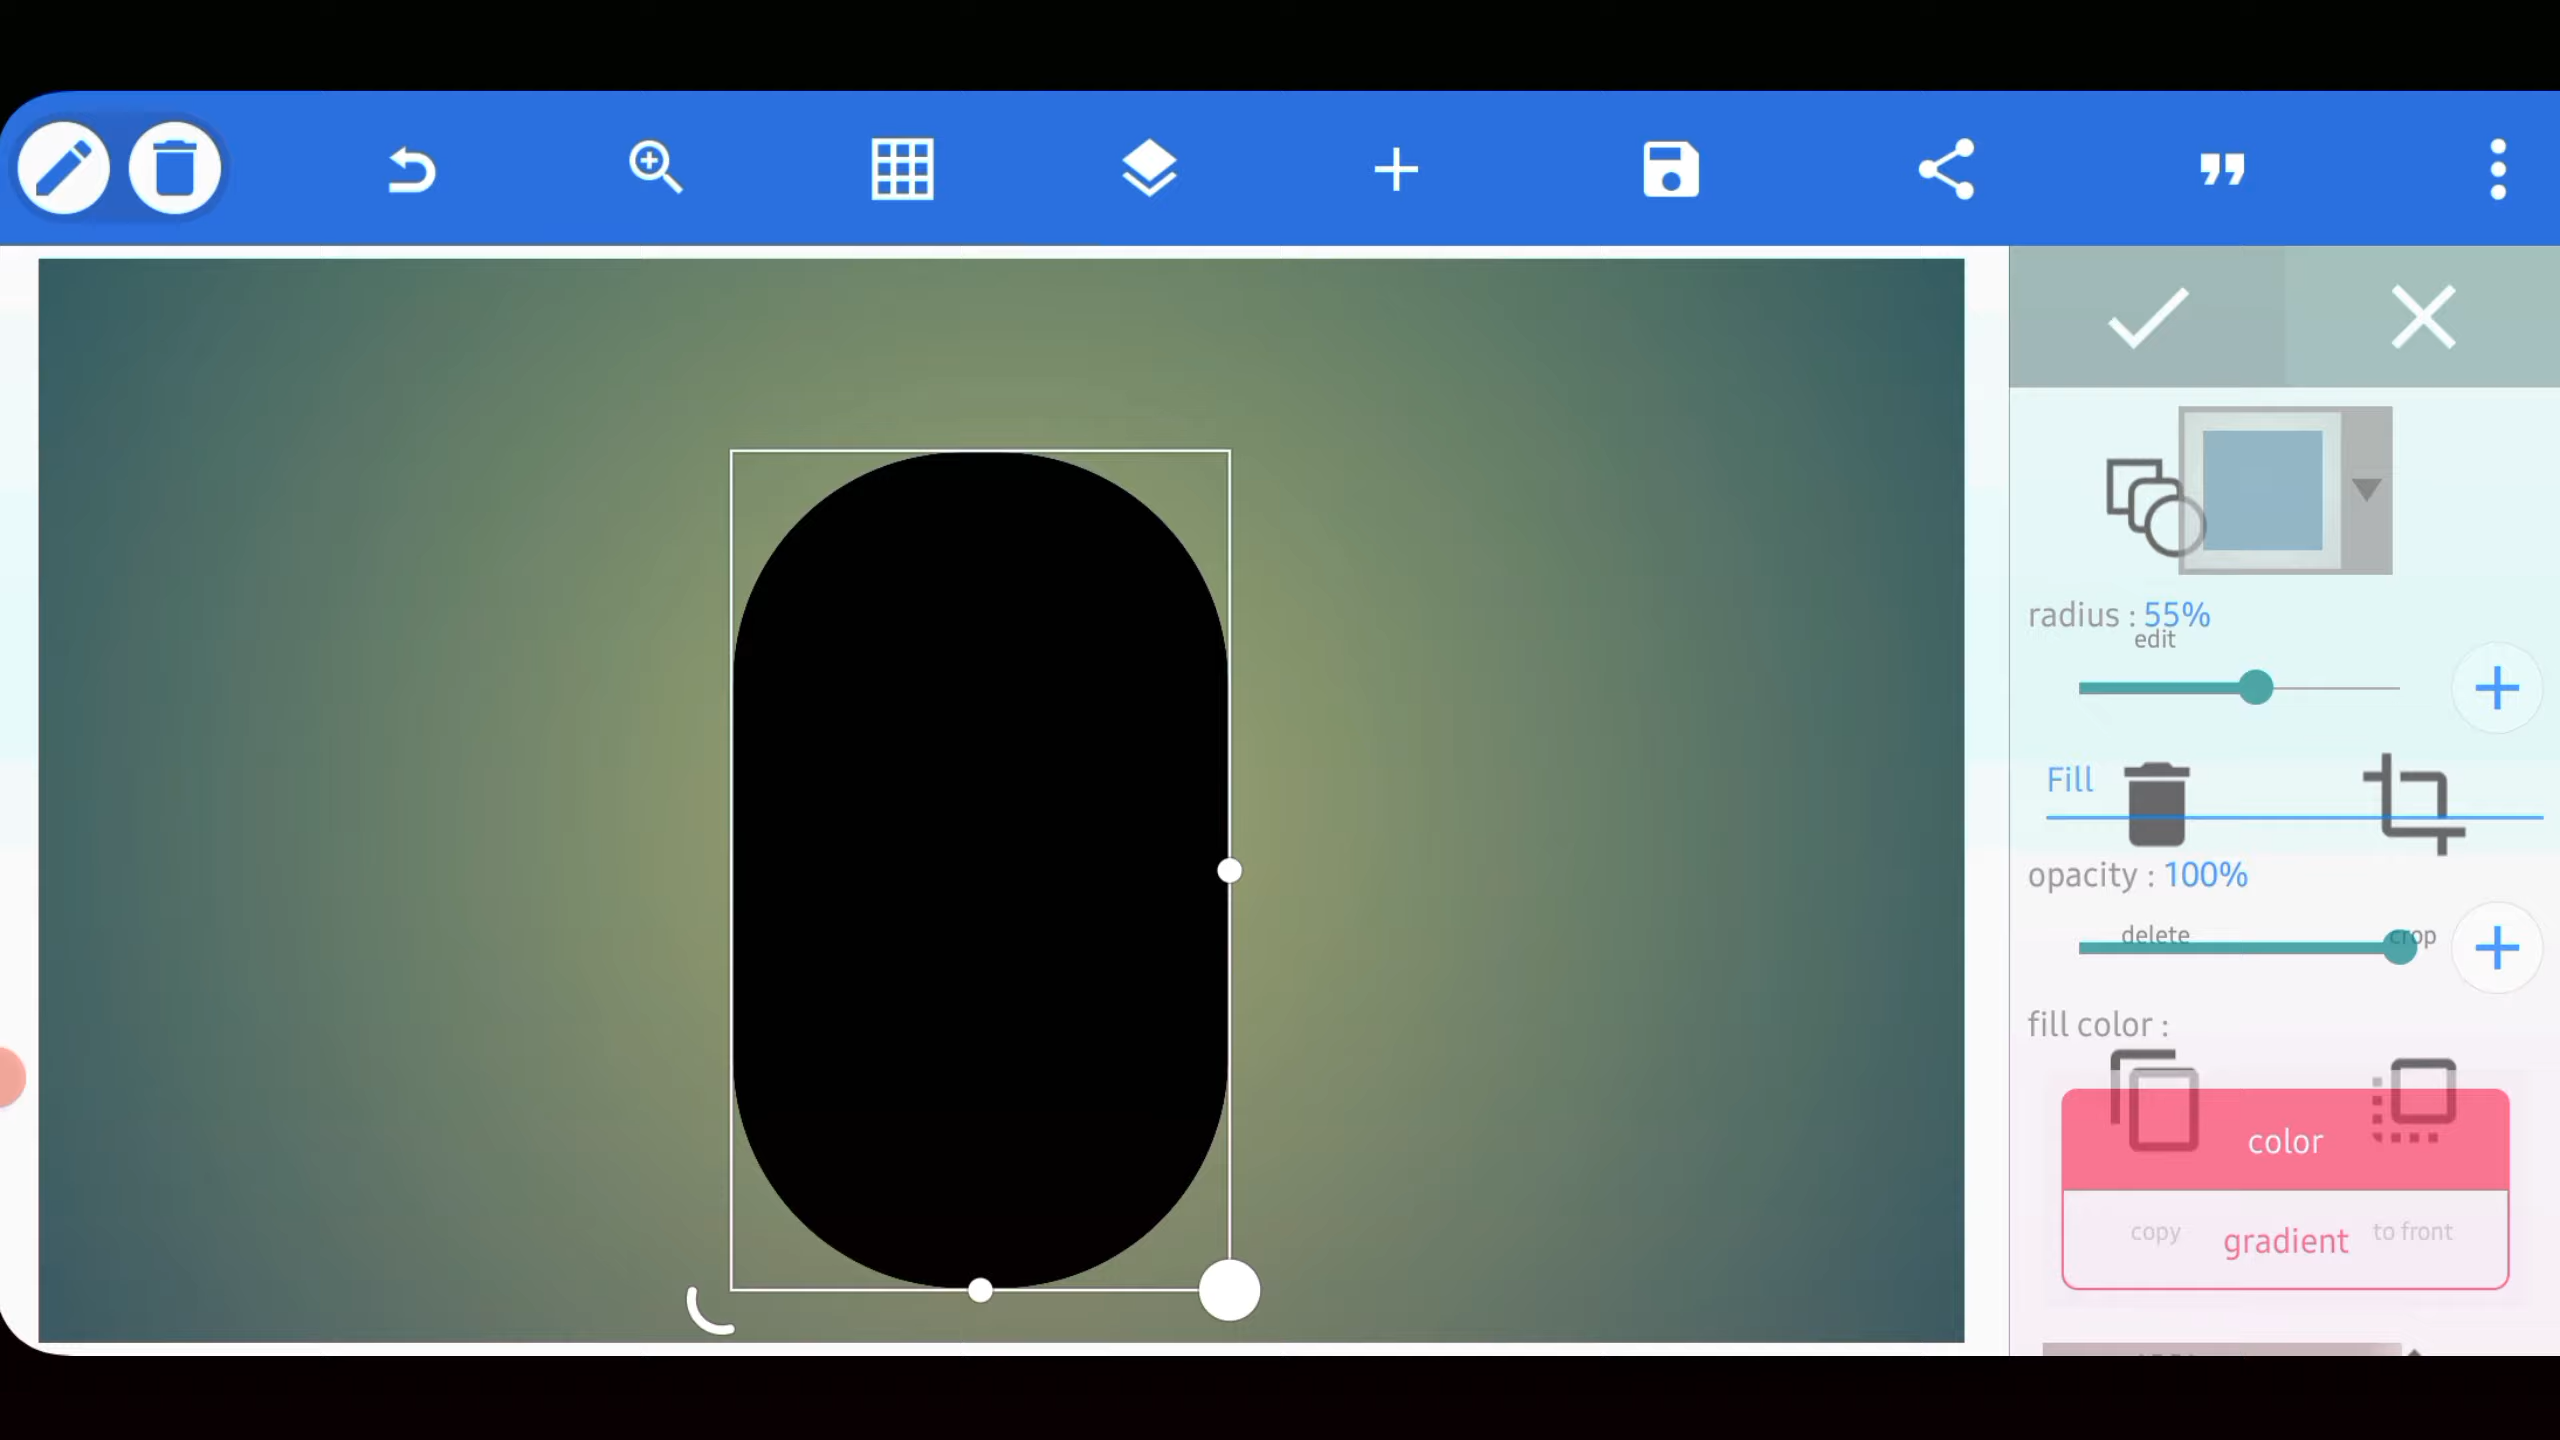 radius : 55%
edit
Fill
opacity : 100%
delete
crop
fill color :
color
copy
gradient
to front